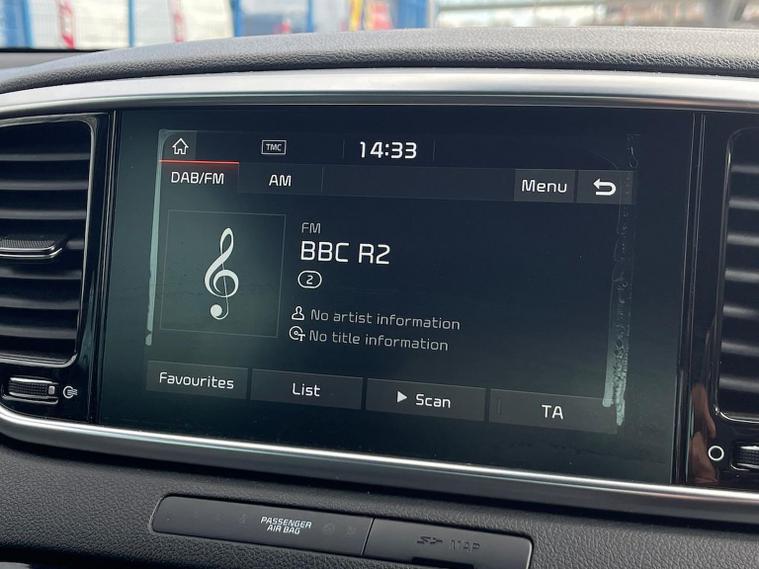 TMC
14:33
DAB/FM
AM
Menu
FM
BBC R2
2
No artist information
No title information
Favourites
List
Scan
TA
PASSENGER
AIR BAG
MAP